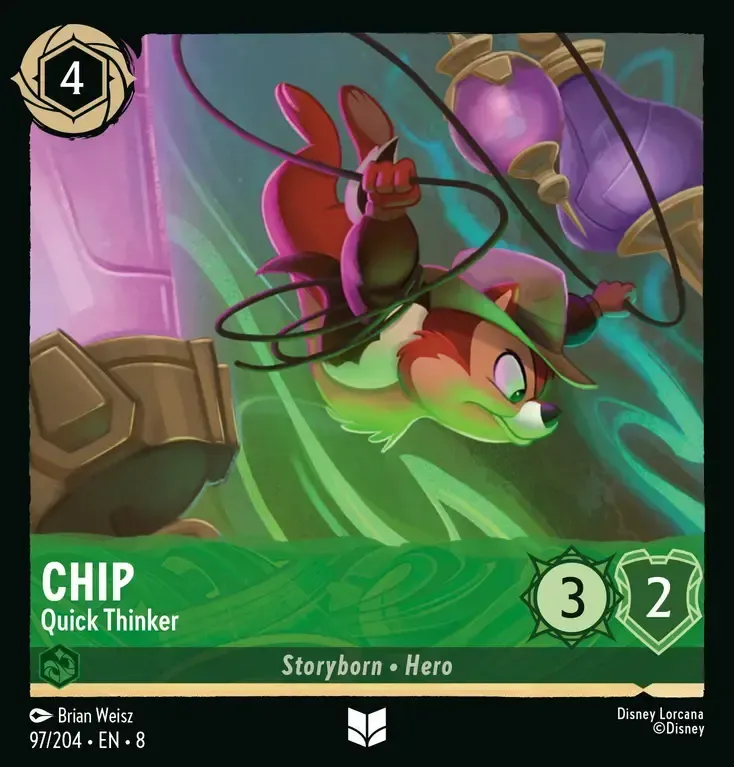 4
CHIP
Quick Thinker
3
2
Storyborn • Hero
Brian Weisz
97/204 • EN • 8
Disney Lorcana
©Disney